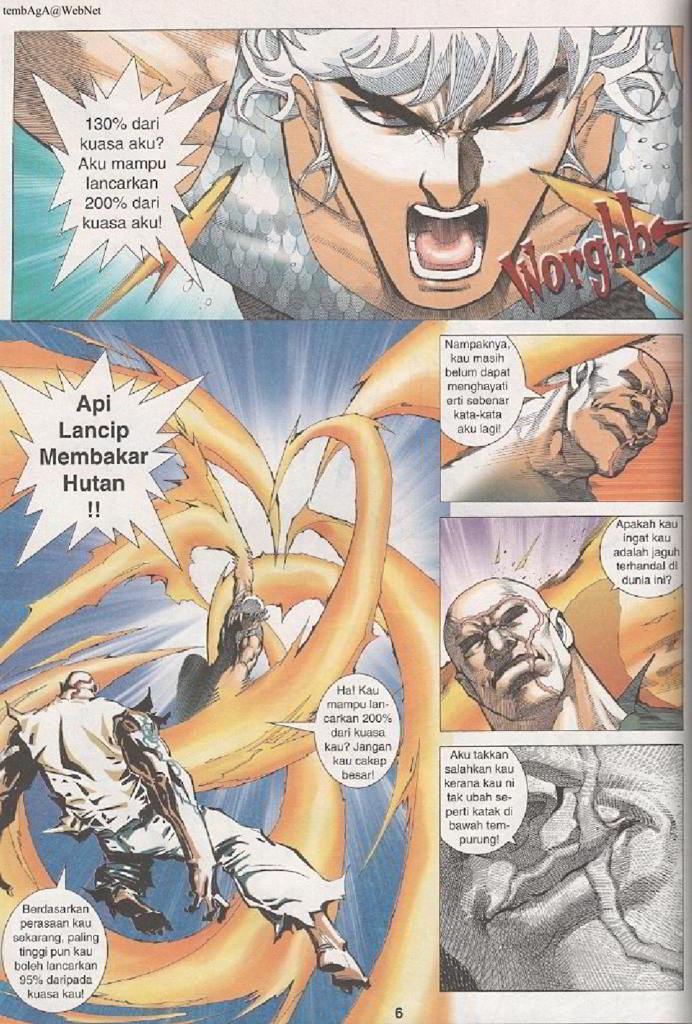 tembAgA@WebNet
130% dari
kuasa aku?
Aku mampu
lancarkan
200% dari
kuasa aku!
Worghh
Api
Lancip
Membakar
Hutan
!!
Ha! Kau
mampu lan-
carkan 200%
dari kuasa
kau? Jangan
kau cakap
besar!
Berdasarkan
perasaan kau
sekarang, paling
tinggi pun kau
boleh lancarkan
95% daripada
kuasa kau!
Nampaknya,
kau masih
belum dapat
menghayati
erti sebenar
kata-kata
aku lagi!
Apakah kau
ingat kau
adalah jaguh
terhandal di
dunia ini?
Aku takkan
salahkan kau
kerana kau ni
tak ubah se-
perti katak di
bawah tem-
purung!
6